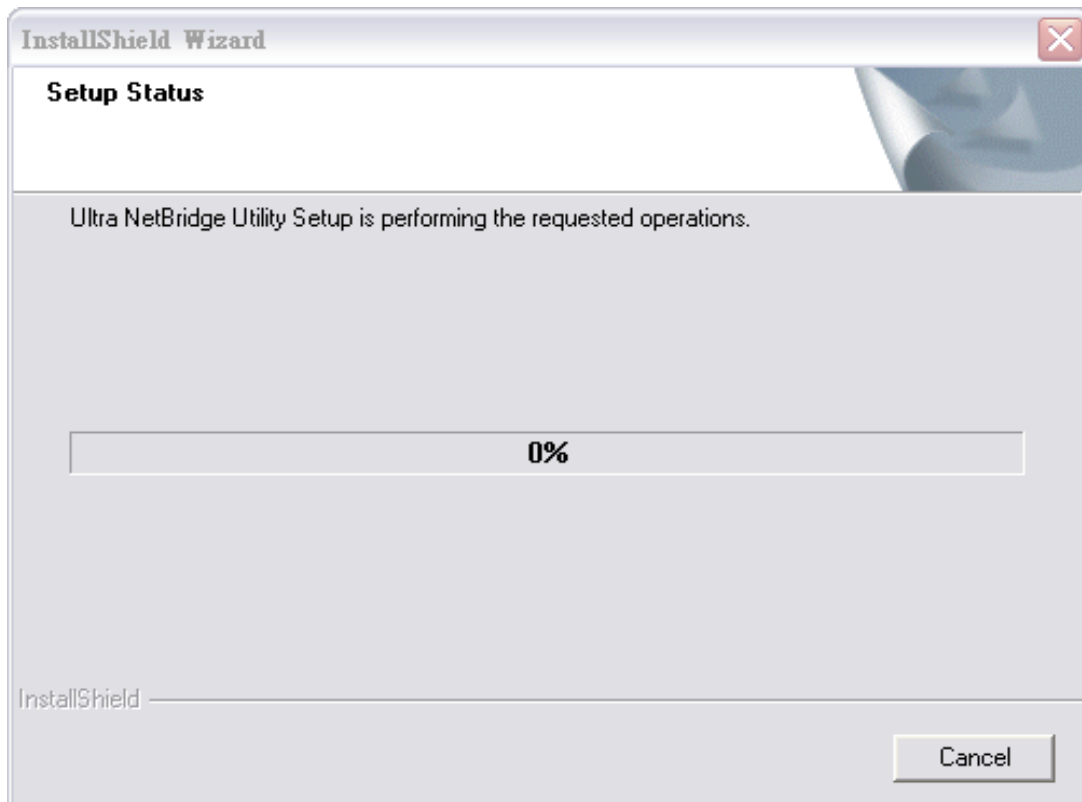 InstallShield Wizard
Setup Status
Ultra NetBridge Utility Setup is performing the requested operations.
0%
InstallShield
Cancel